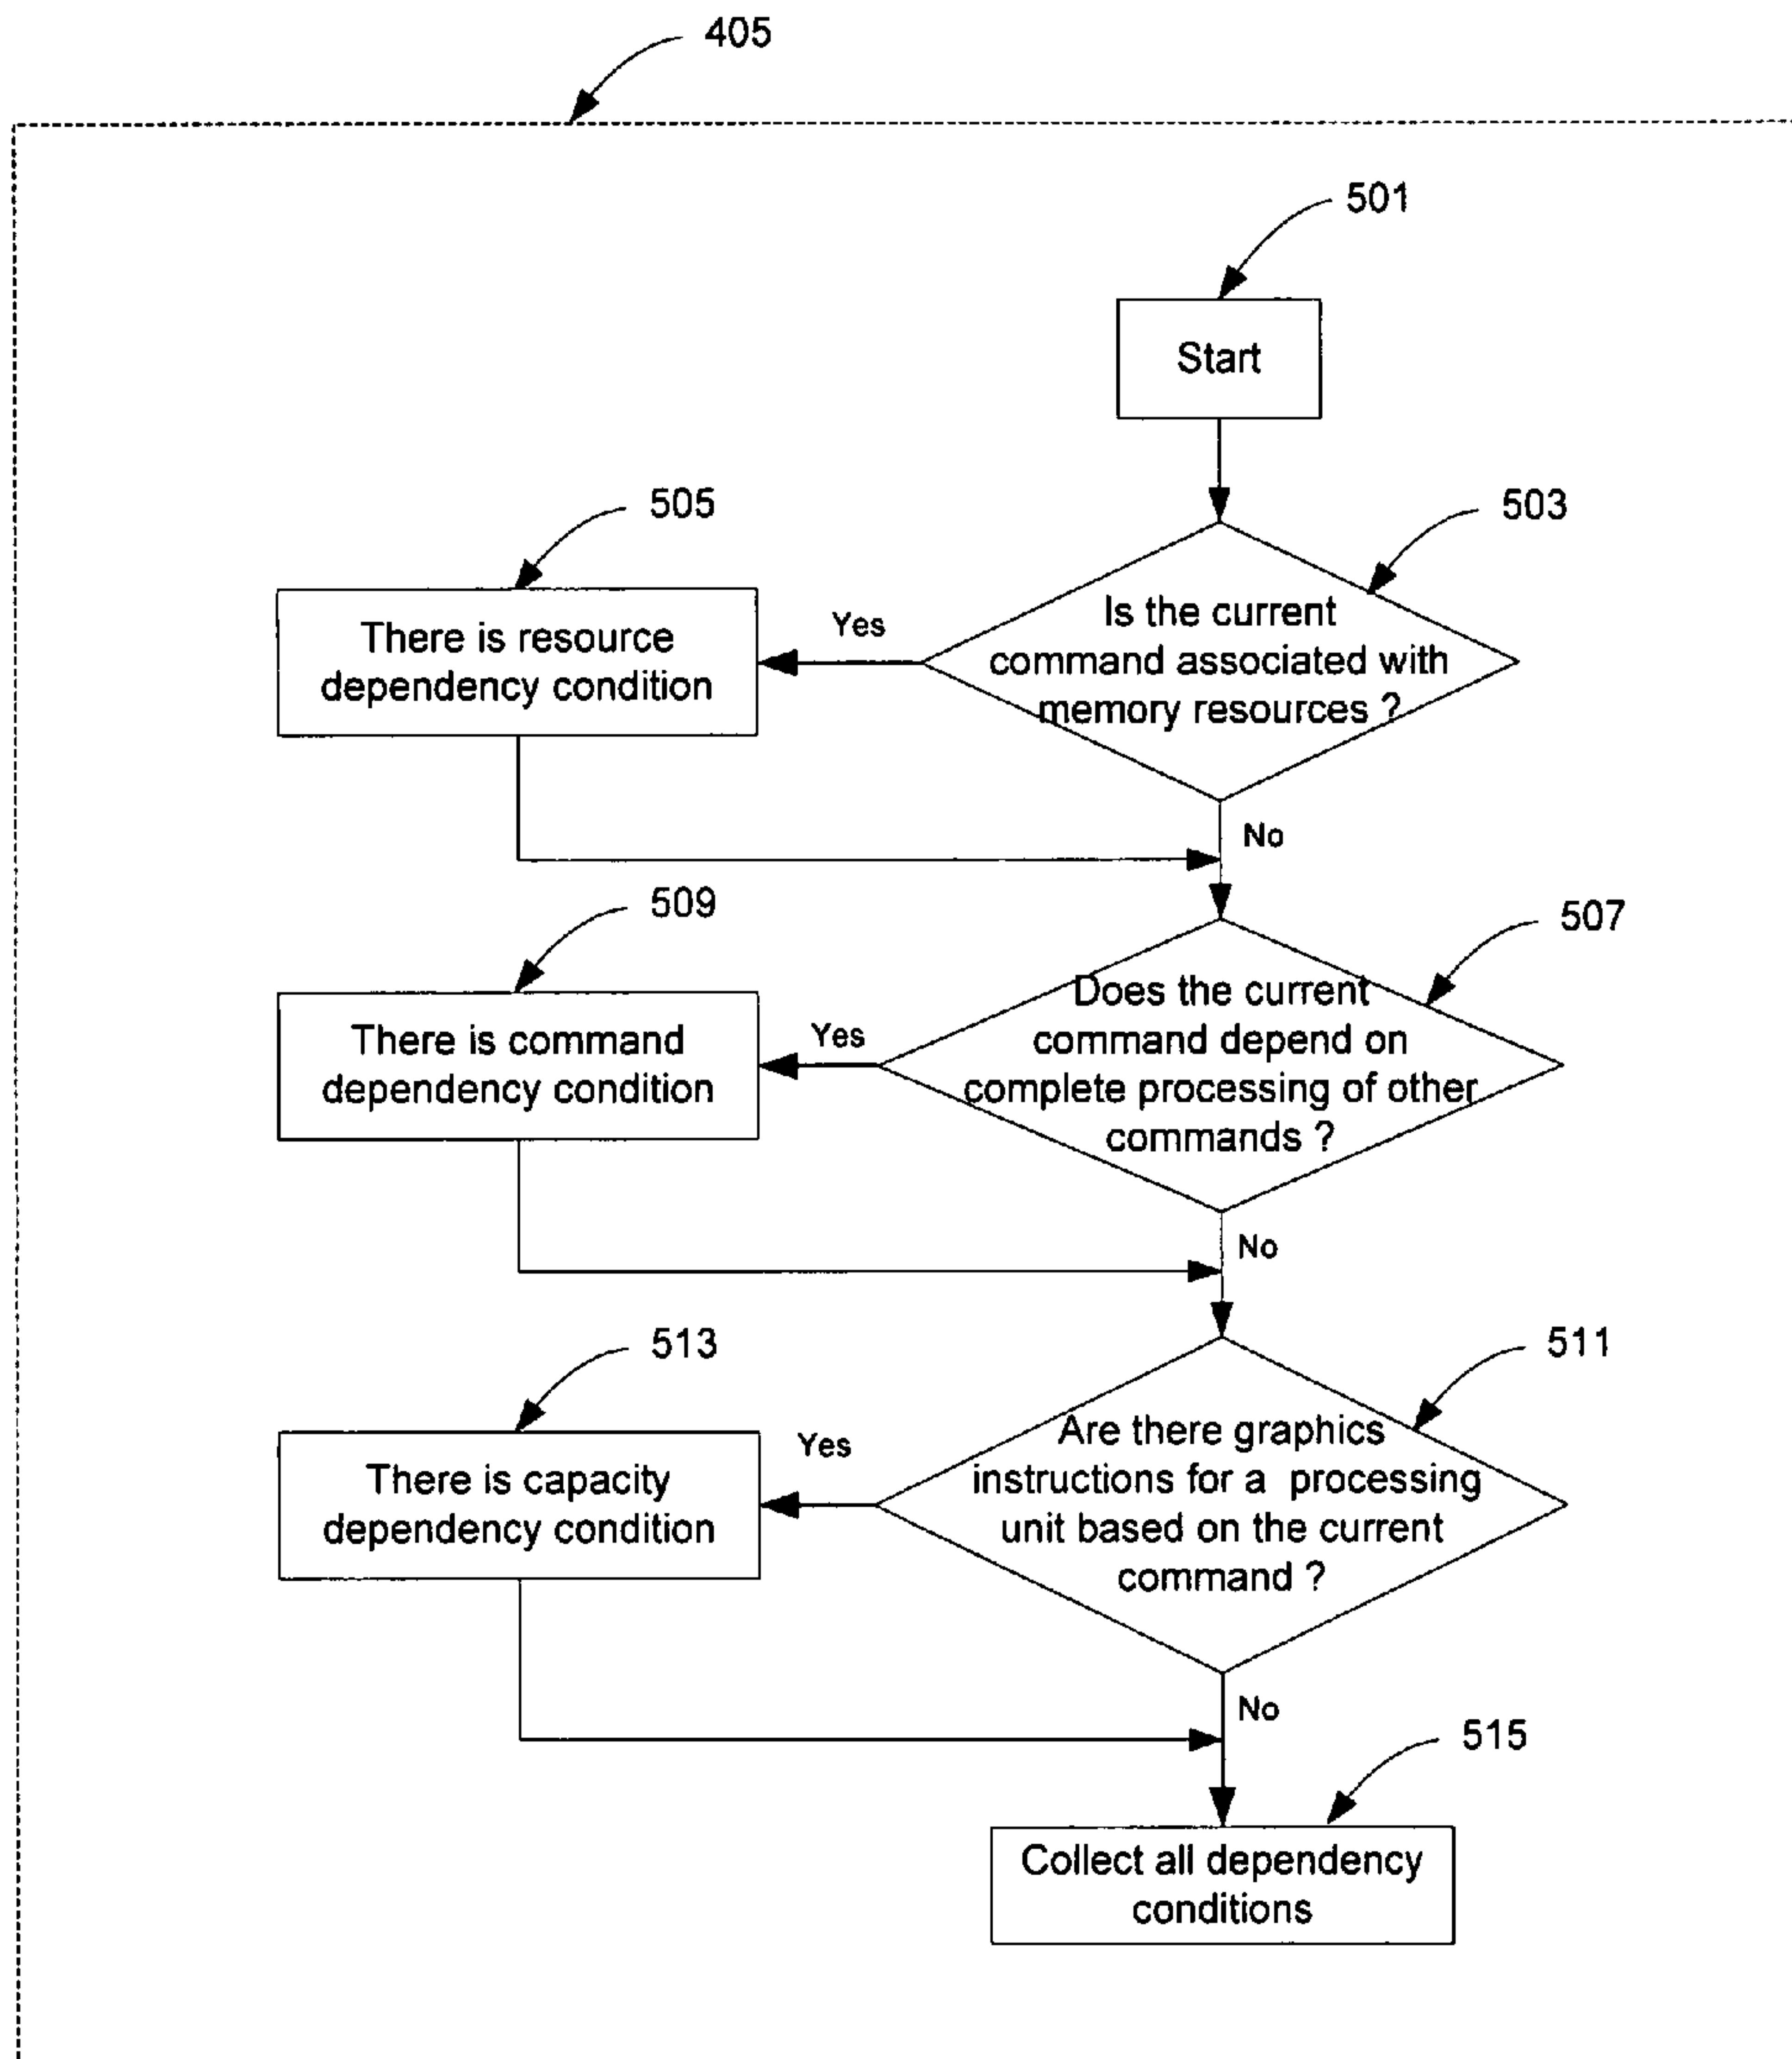 405
501
Start
505
503
There is resource
dependency condition
Yes
Is the current
command associated with
memory resources ?
No
509
507
There is command
dependency condition
Yes
Does the current
command depend on
complete processing of other
commands ?
No
513
511
There is capacity
dependency condition
Yes
Are there graphics
instructions for a processing
unit based on the current
command ?
No
515
Collect all dependency
conditions